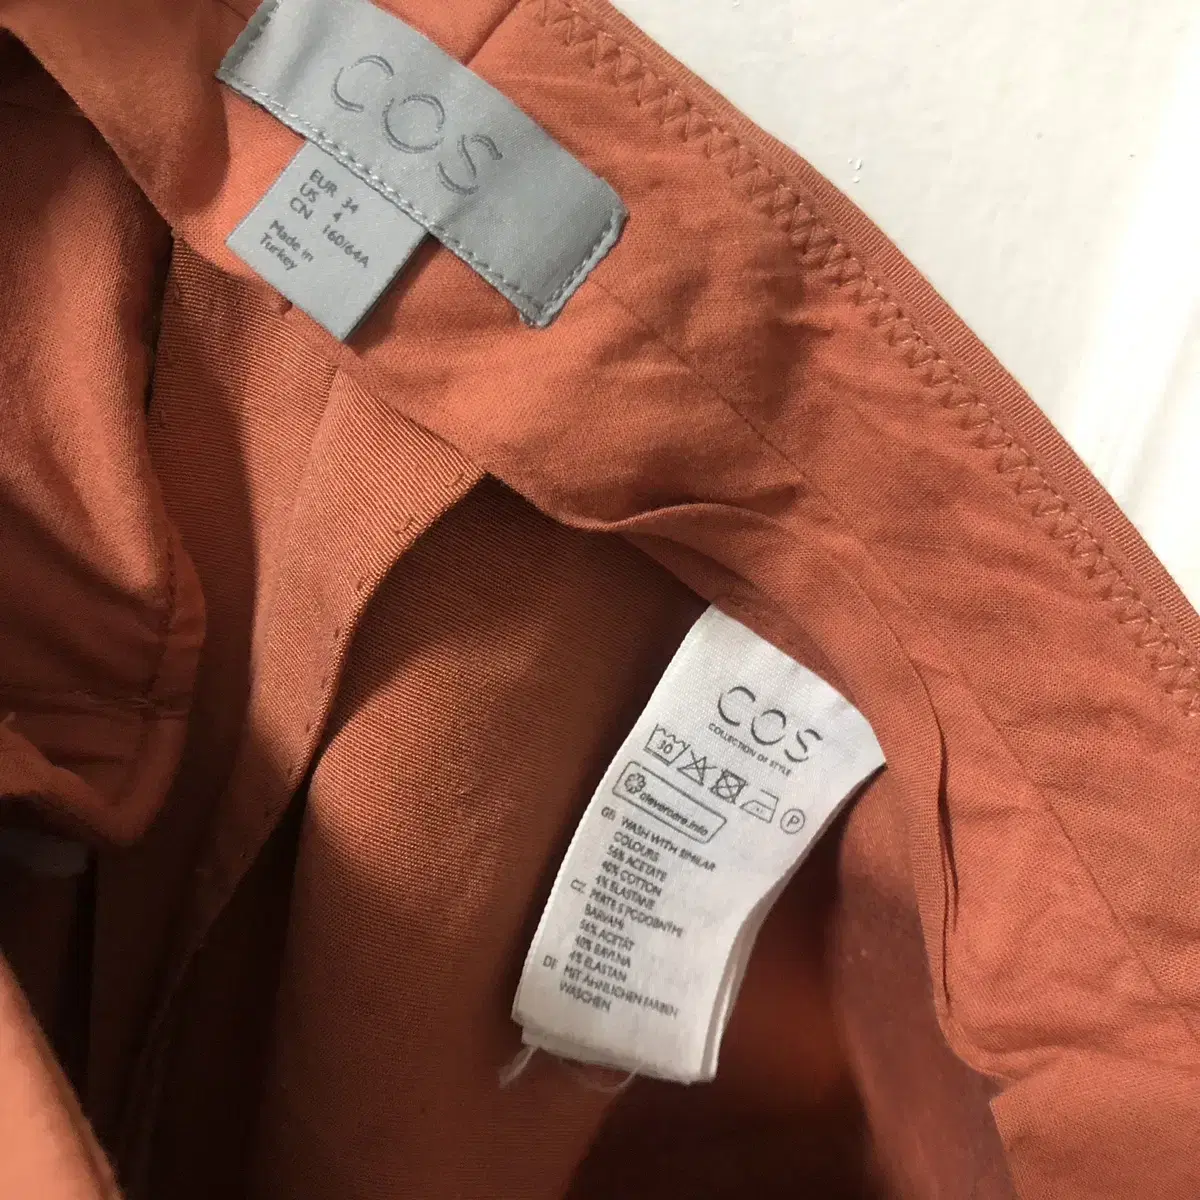 COS
EUR 34
US 4
CN 160/64A
Made in
Turkey
COS
COLLECTION OF STYLE
30
P
clevercare.info
GB WASH WITH SIMILAR
COLOURS
56% ACETATE
40% COTTON
4% ELASTANE
CZ PERTE S PODOBNÝMI
BARVAMI
56% ACETÁT
40% BAVLNA
4% ELASTAN
DE MIT ÄHNLICHEN FARBEN
WASCHEN